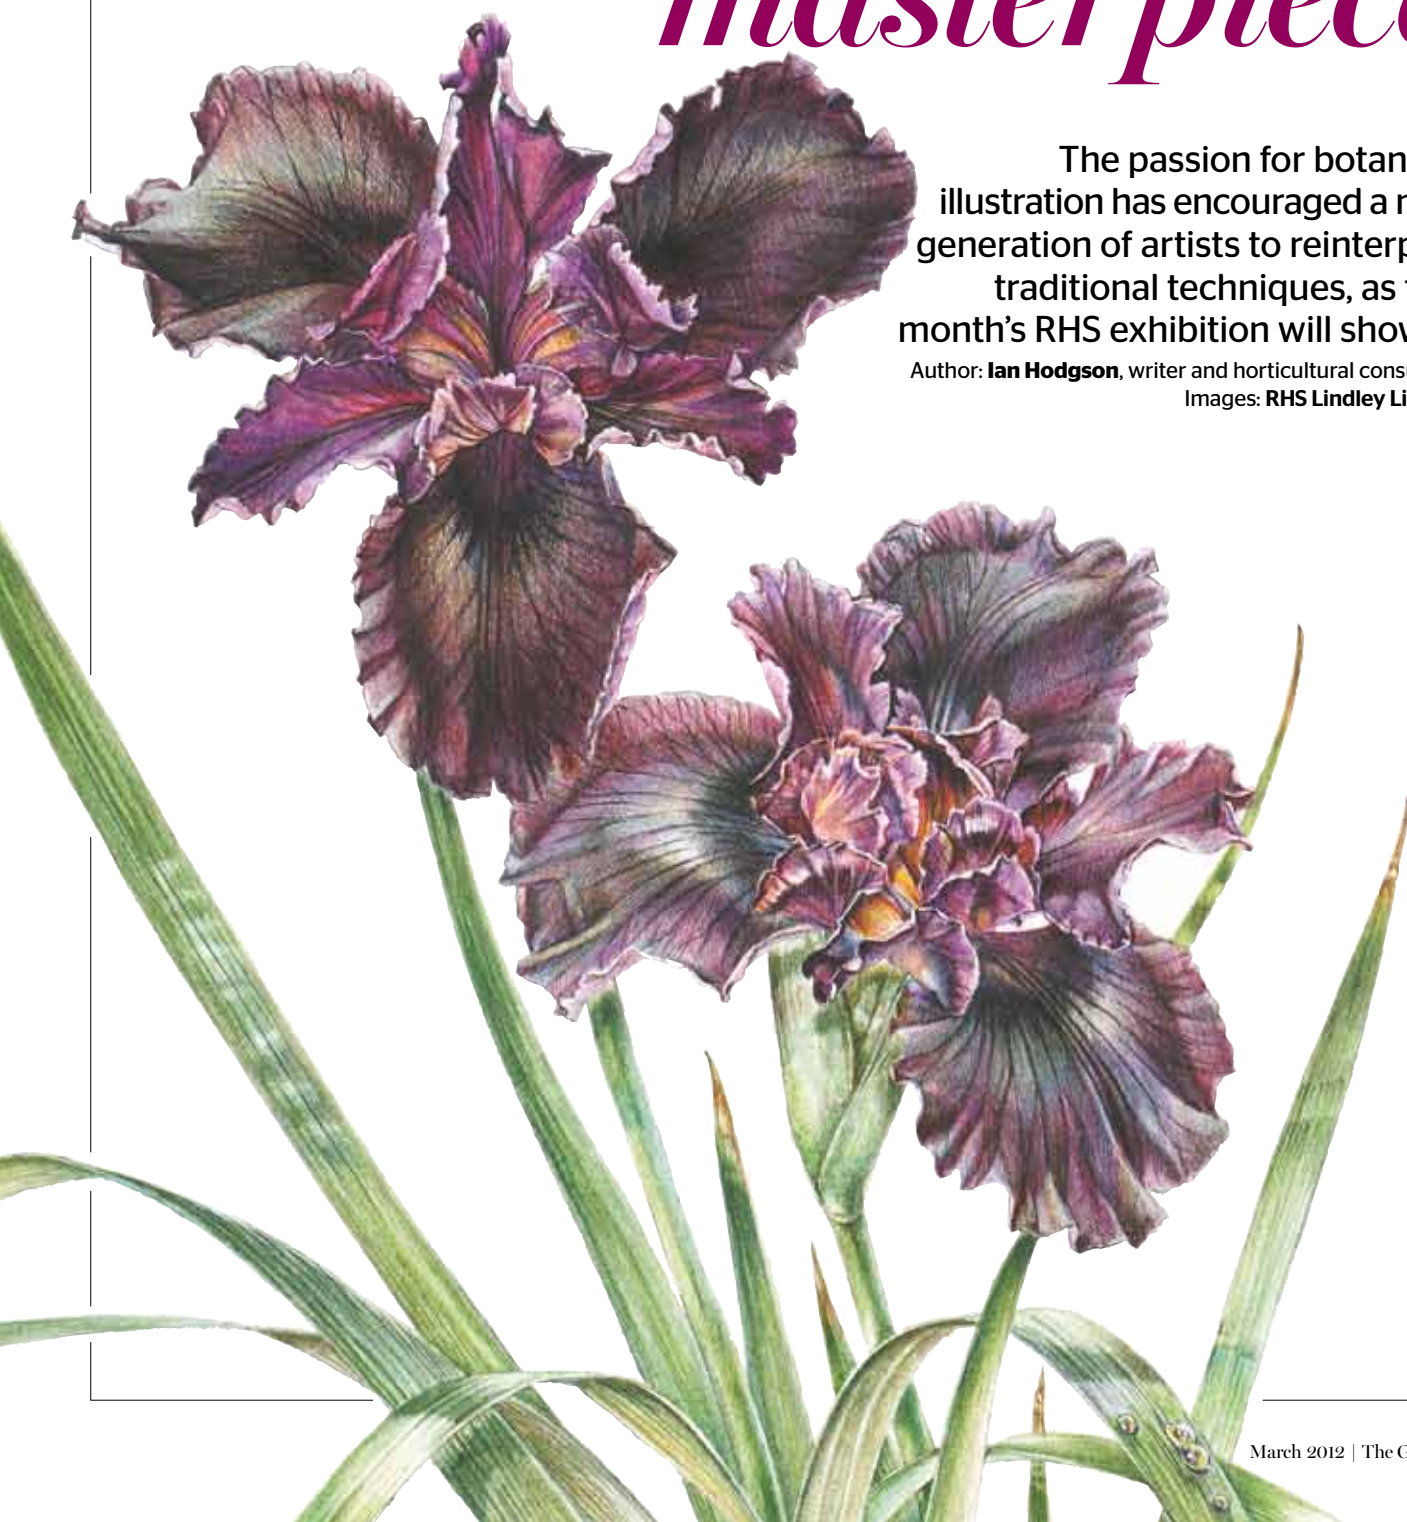 masterpiec
The passion for botan
illustration has encouraged a
generation of artists to reinterp
traditional techniques, as
month’s RHS exhibition will show
Author: Ian Hodgson, writer and horticultural cons
Images: RHS Lindley Li
March 2012 | The G